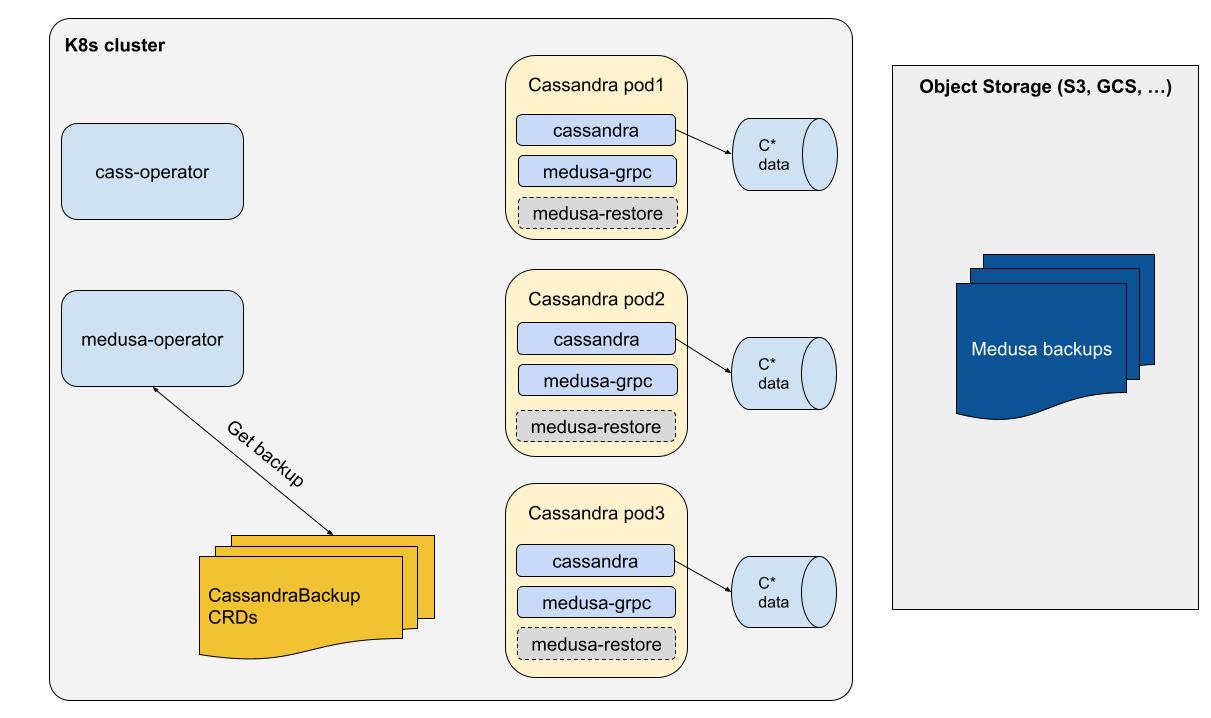 K8s cluster
cass-operator
medusa-operator
Get backup
CassandraBackup
CRDs
Cassandra pod1
cassandra
medusa-grpc
medusa-restore
C*
data
Cassandra pod2
cassandra
medusa-grpc
medusa-restore
C*
data
Cassandra pod3
cassandra
medusa-grpc
medusa-restore
C*
data
Object Storage (S3, GCS, …)
Medusa backups